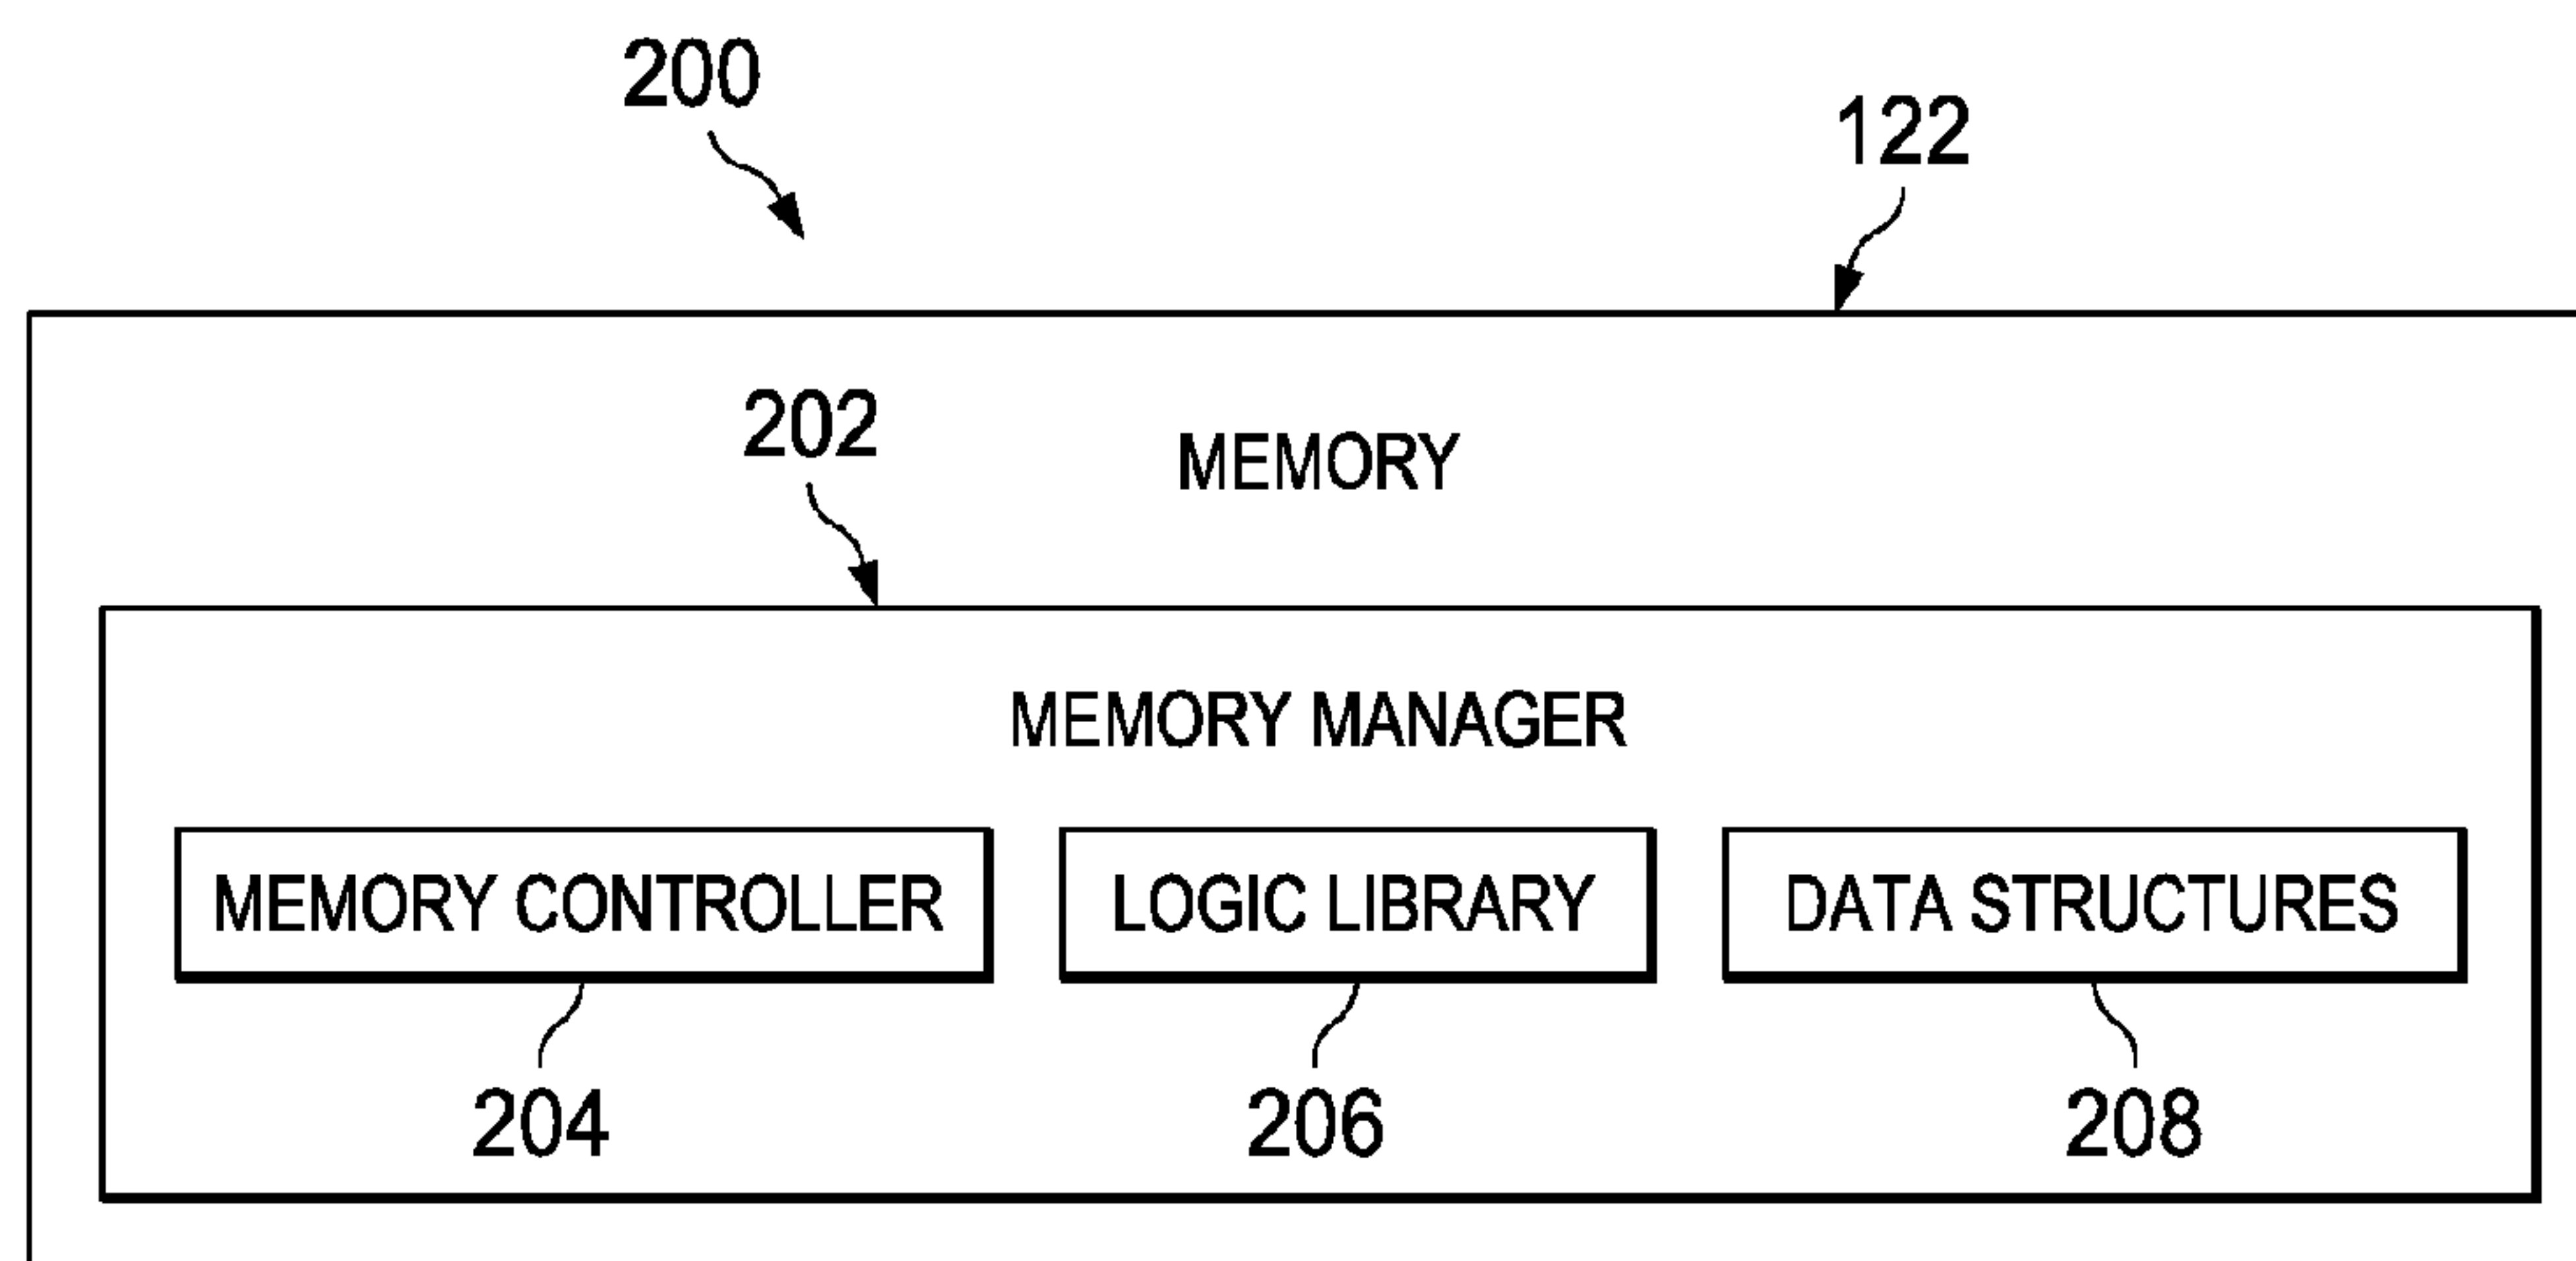 200
122
202
MEMORY
MEMORY MANAGER
MEMORY CONTROLLER
LOGIC LIBRARY
DATA STRUCTURES
204
206
208